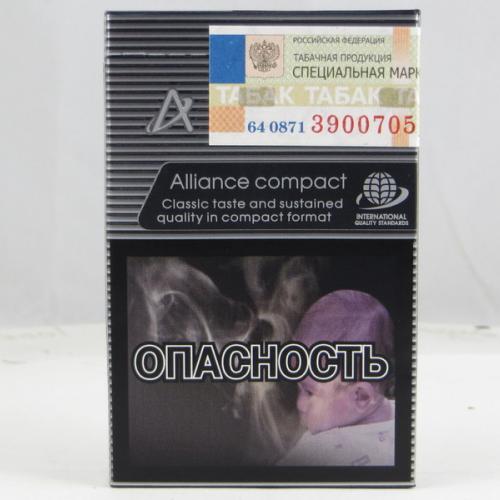 РОССИЙСКАЯ ФЕДЕРАЦИЯ
ТАБАЧНАЯ ПРОДУКЦИЯ
СПЕЦИАЛЬНАЯ МАРК
ТАБАК ТАБАК ТА
64 0871 3900705
Alliance compact
Classic taste and sustained
quality in compact format
INTERNATIONAL
QUALITY STANDARDS
ОПАСНОСТЬ